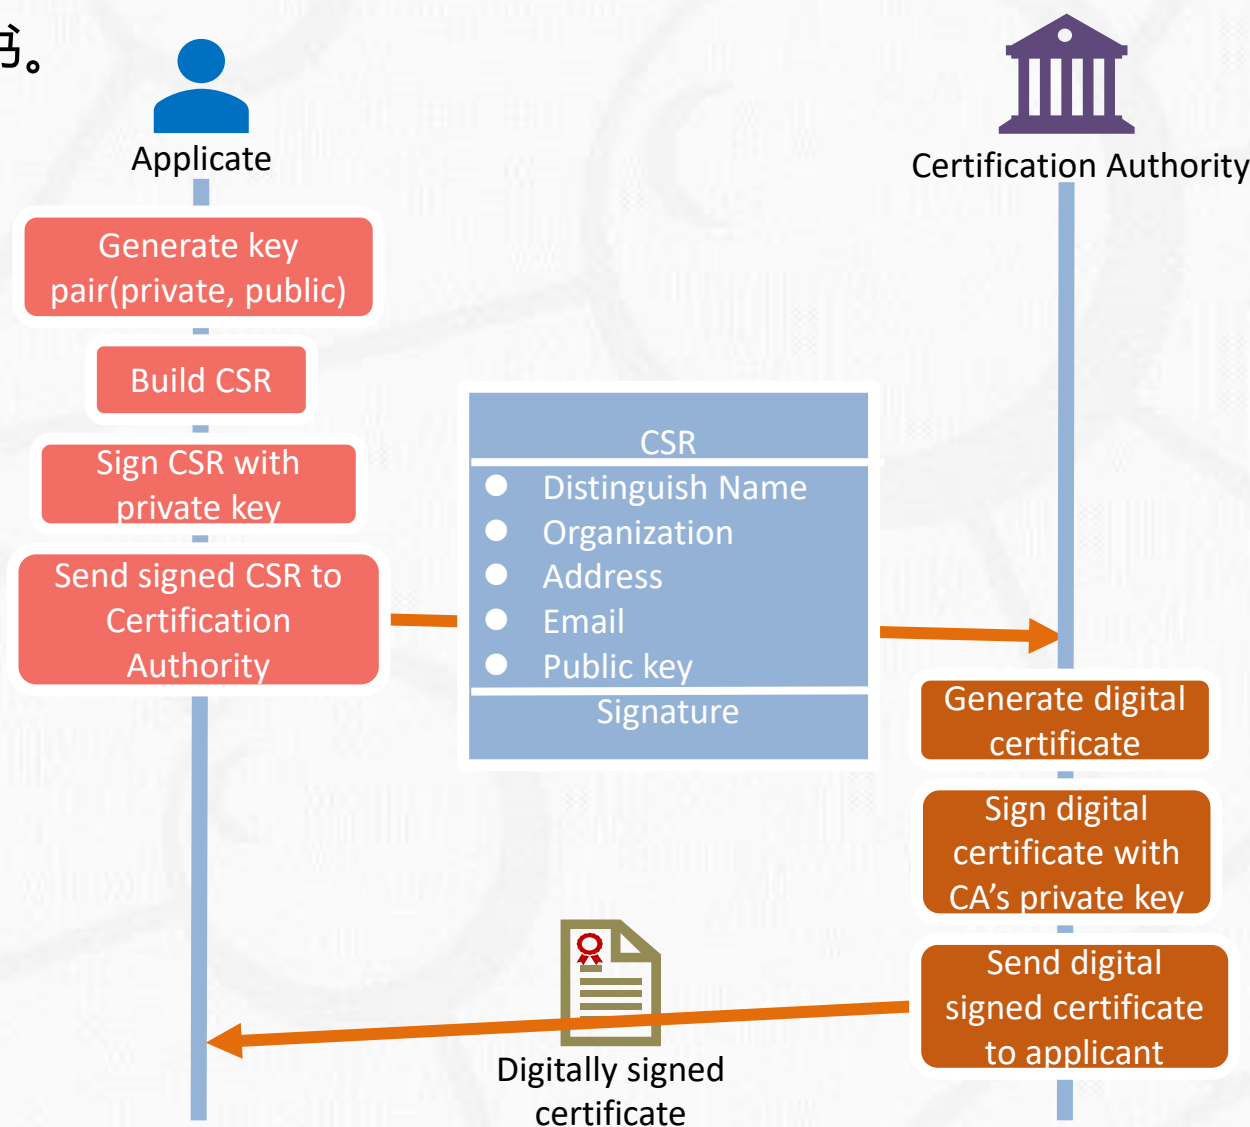 书。
Applicate
Certification Authority
Generate key
pair(private, public)
Build CSR
Sign CSR with
private key
Send signed CSR to
Certification
Authority
CSR
Distinguish Name
Organization
Address
Email
Public key
Signature
Generate digital
certificate
Sign digital
certificate with
CA's private key
Send digital
signed certificate
to applicant
Digitally signed
certificate